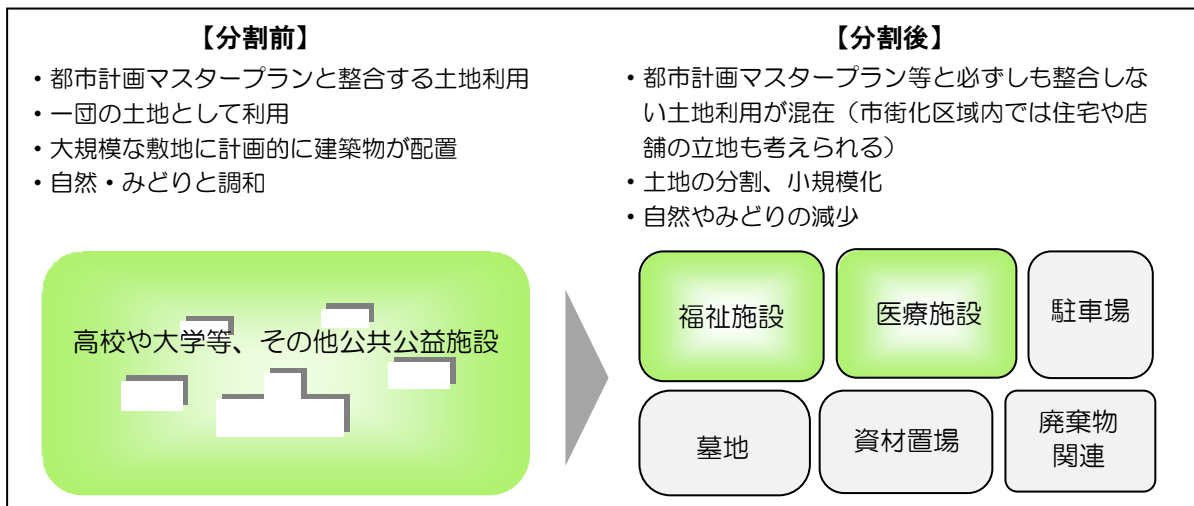 【分割前】
・都市計画マスタープランと整合する土地利用
・一団の土地として利用
・大規模な敷地に計画的に建築物が配置
・自然・みどりと調和
高校や大学等、その他公共公益施設
【分割後】
・都市計画マスタープラン等と必ずしも整合しな
い土地利用が混在（市街化区域内では住宅や店
舗の立地も考えられる）
・土地の分割、小規模化
・自然やみどりの減少
福祉施設
医療施設
駐車場
墓地
資材置場
廃棄物
関連